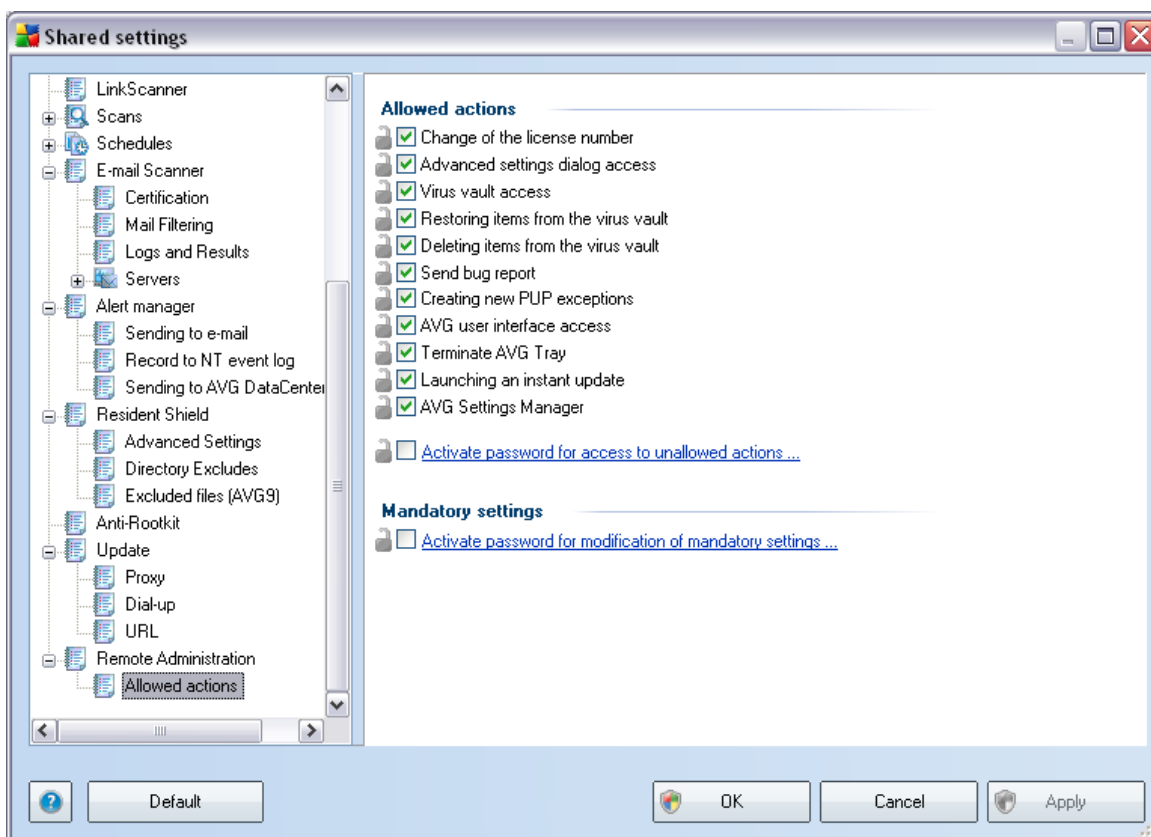 Shared settings
LinkScanner
Scans
Schedules
E-mail Scanner
Certification
Mail Filtering
Logs and Results
Servers
Alert manager
Sending to e-mail
Record to NT event log
Sending to AVG DataCenter
Resident Shield
Advanced Settings
Directory Excludes
Excluded files (AVG9)
Anti-Rootkit
Update
Proxy
Dial-up
URL
Remote Administration
Allowed actions
Allowed actions
Change of the license number
Advanced settings dialog access
Virus vault access
Restoring items from the virus vault
Deleting items from the virus vault
Send bug report
Creating new PUP exceptions
AVG user interface access
Terminate AVG Tray
Launching an instant update
AVG Settings Manager
Activate password for access to unallowed actions ...
Mandatory settings
Activate password for modification of mandatory settings ...
? Default OK Cancel Apply